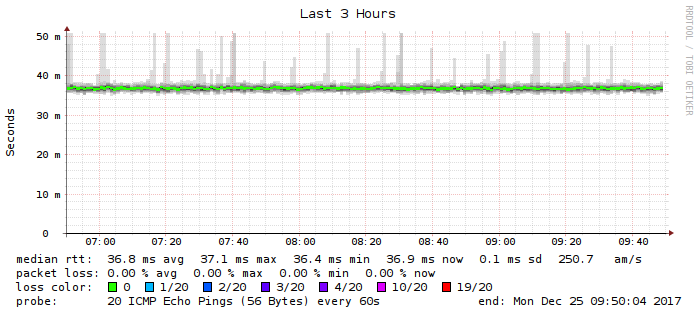 Last 3 Hours
RRDTOOL / TOBI OETIKER
Seconds
50 m
40 m
30 m
20 m
10 m
0
07:00 07:20 07:40 08:00 08:20 08:40 09:00 09:20 09:40
median rtt: 36.8 ms avg 37.1 ms max 36.4 ms min 36.9 ms now 0.1 ms sd 250.7 am/s
packet loss: 0.00 % avg 0.00 % max 0.00 % min 0.00 % now
loss color: 0 1/20 2/20 3/20 4/20 10/20 19/20
probe: 20 ICMP Echo Pings (56 Bytes) every 60s end: Mon Dec 25 09:50:04 2017